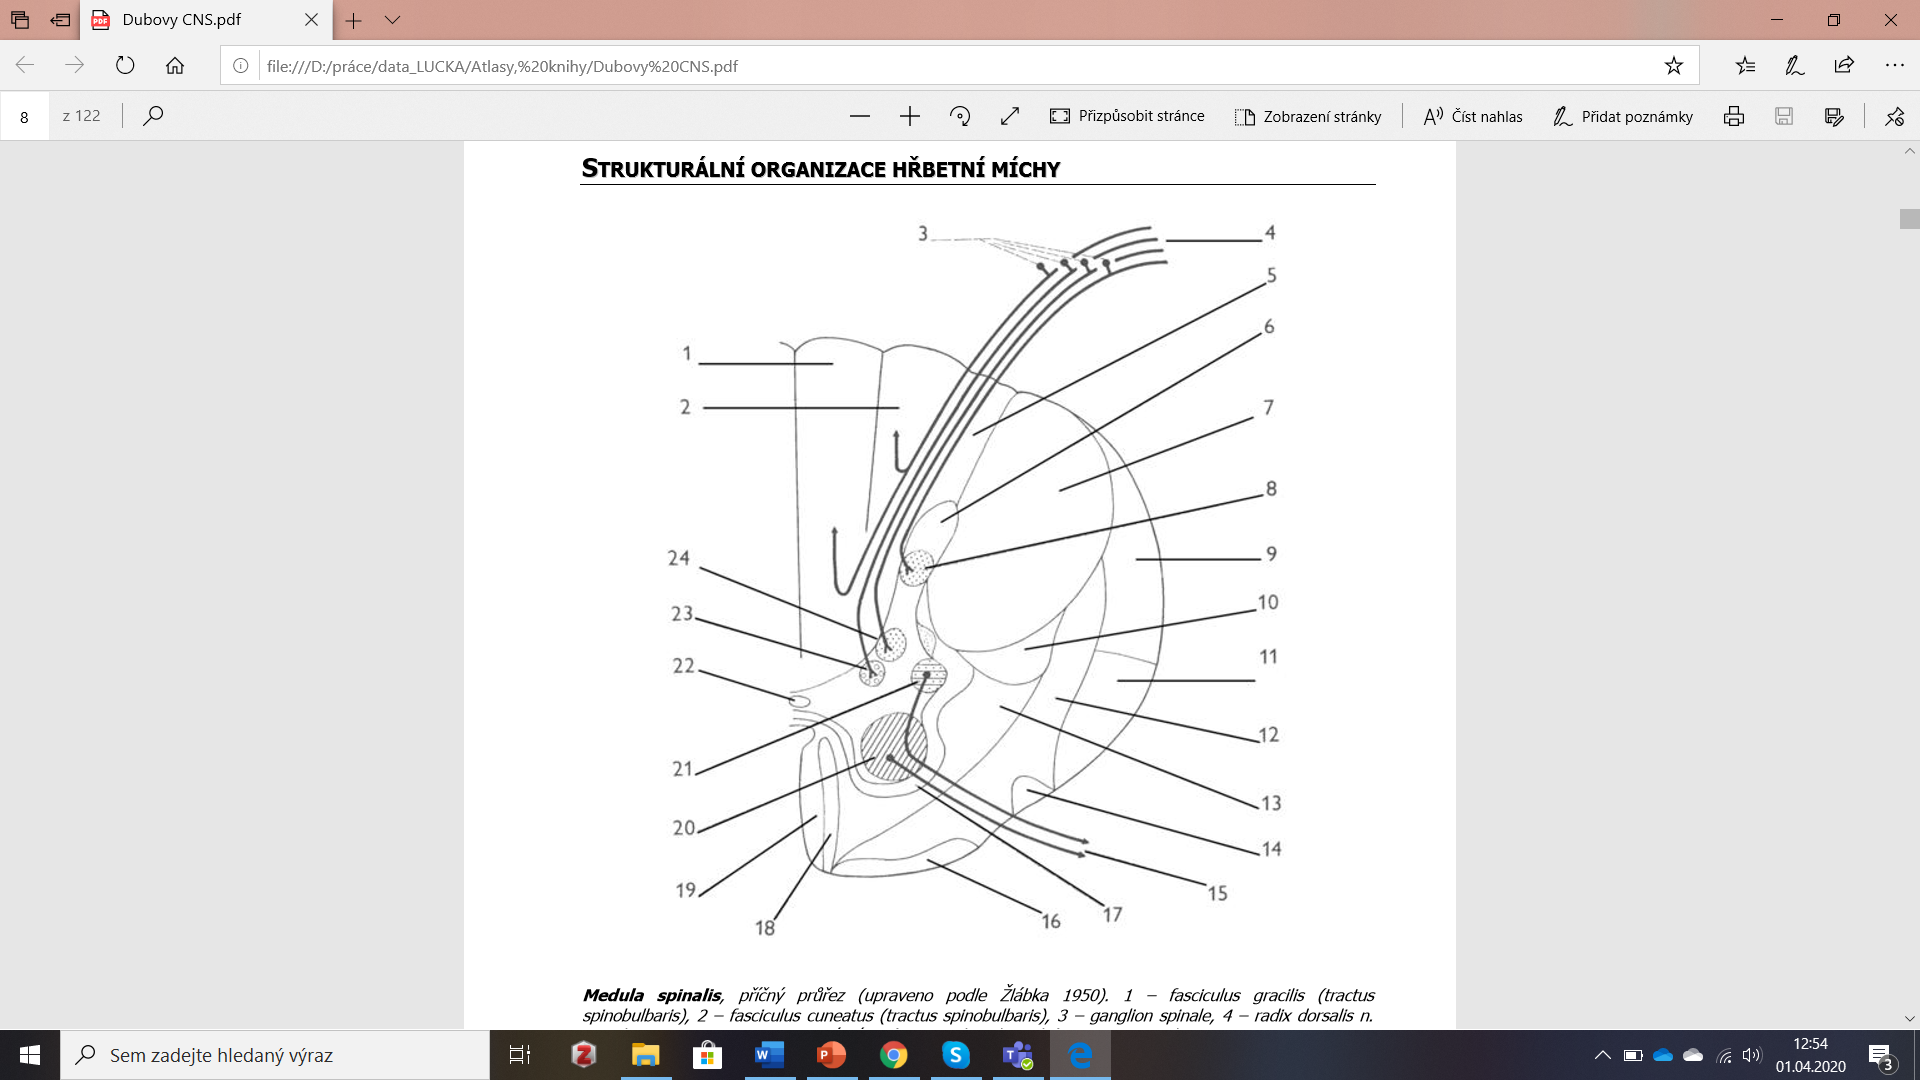 Dubovy CNS.pdf
file:///D:/práce/data_LUCKA/Atlasy,%20knihy/Dubovy%20CNS.pdf
8
z 122
Přizpůsobit stránce
Zobrazení stránky
Číst nahlas
Přidat poznámky
STRUKTURÁLNÍ ORGANIZACE HŘBETNÍ MÍCHY
3
4
5
6
1
2
7
8
24
9
23
10
22
11
12
21
13
20
14
19
15
18
16
17
Medula spinalis, příčný průřez (upraveno podle Žlábka 1950). 1 – fasciculus gracilis (tractus
spinobulbaris), 2 – fasciculus cuneatus (tractus spinobulbaris), 3 – ganglion spinale, 4 – radix dorsalis n.
Sem zadejte hledaný výraz
12:54
01.04.2020
3